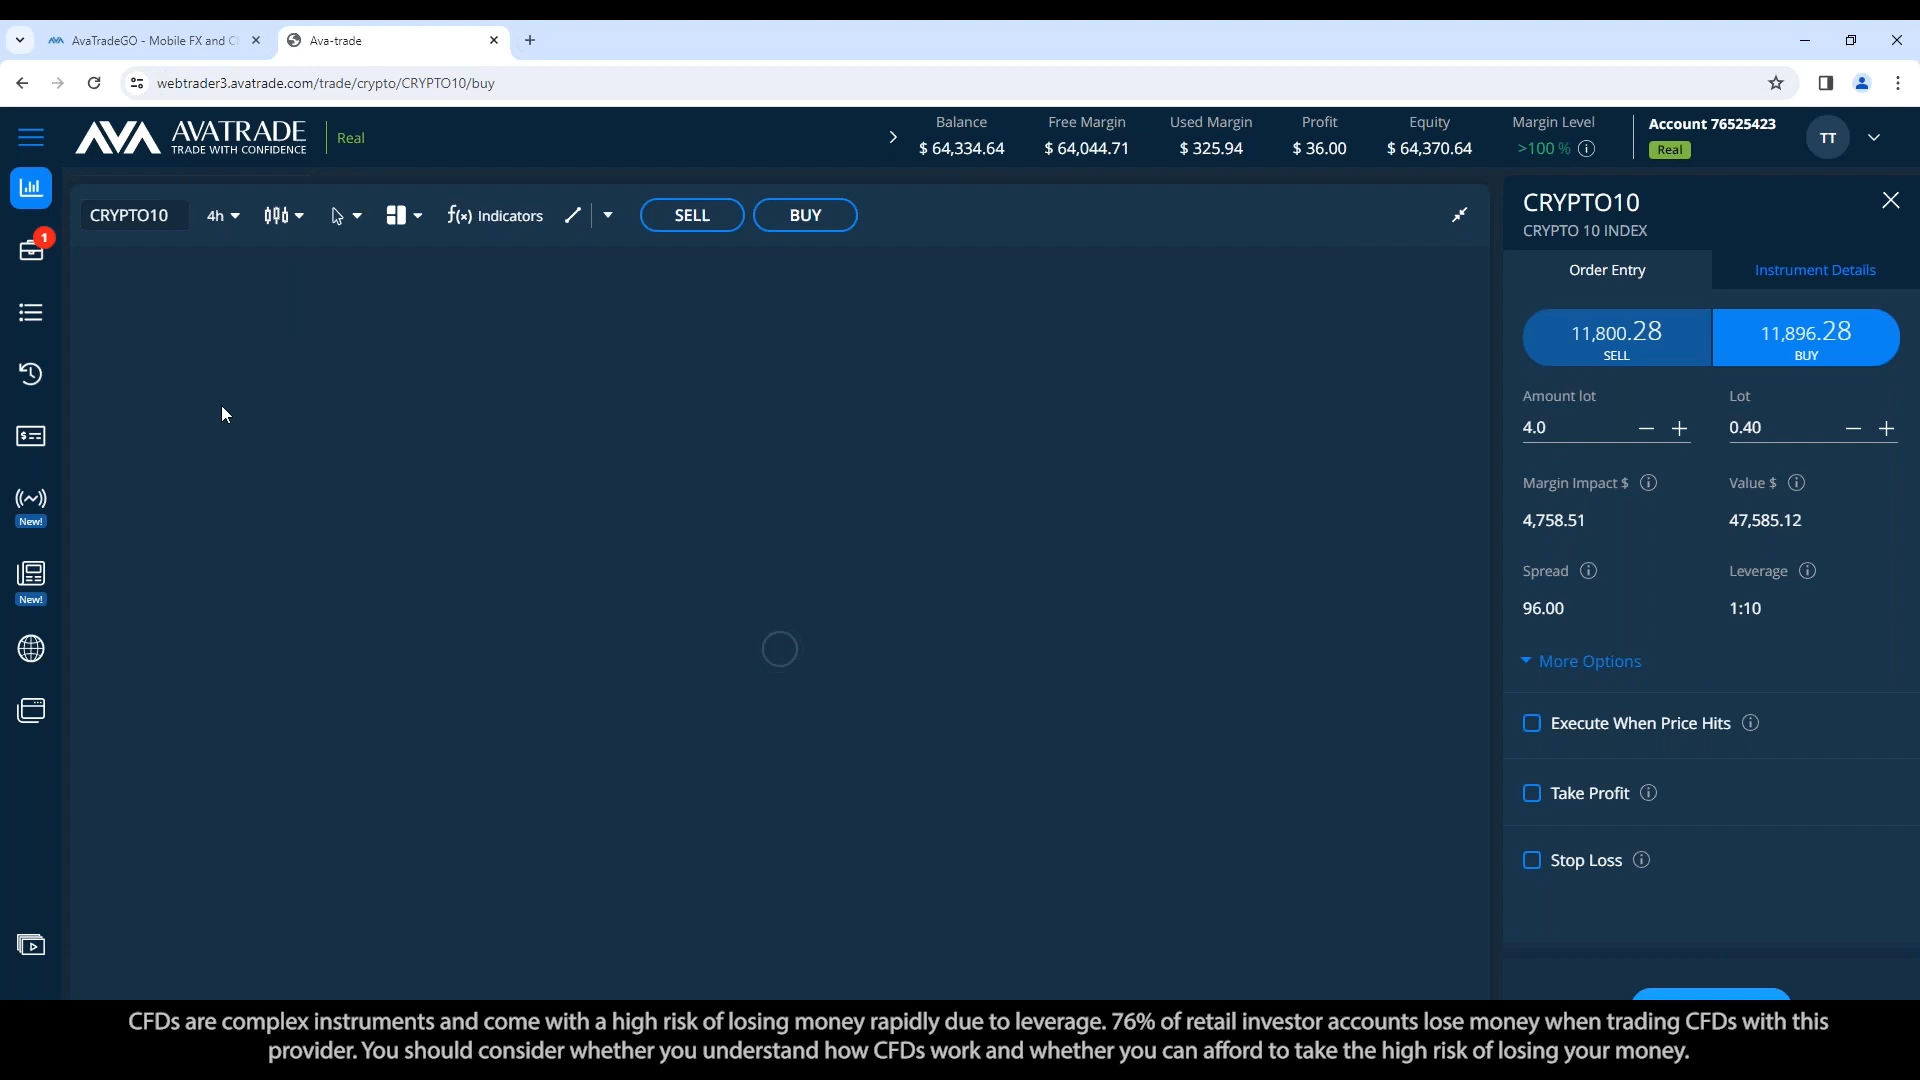 AvaTradeGO - Mobile FX and C
Ava-trade
webtrader3.avatrade.com/trade/crypto/CRYPTO10/buy
AVA AVATRADE
TRADE WITH CONFIDENCE
Real
Balance
$ 64,334.64
Free Margin
$ 64,044.71
Used Margin
$ 325.94
Profit
$ 36.00
Equity
$ 64,370.64
Margin Level
>100 %
Account 76525423
Real
TT
1
CRYPTO10
4h
f(x) Indicators
SELL
BUY
New!
New!
CRYPTO10
CRYPTO 10 INDEX
Order Entry
Instrument Details
11,800.28
SELL
11,896.28
BUY
Amount lot
Lot
4.0
0.40
Margin Impact $
Value $
4,758.51
47,585.12
Spread
Leverage
96.00
1:10
More Options
Execute When Price Hits
Take Profit
Stop Loss
CFDs are complex instruments and come with a high risk of losing money rapidly due to leverage. 76% of retail investor accounts lose money when trading CFDs with this
provider. You should consider whether you understand how CFDs work and whether you can afford to take the high risk of losing your money.